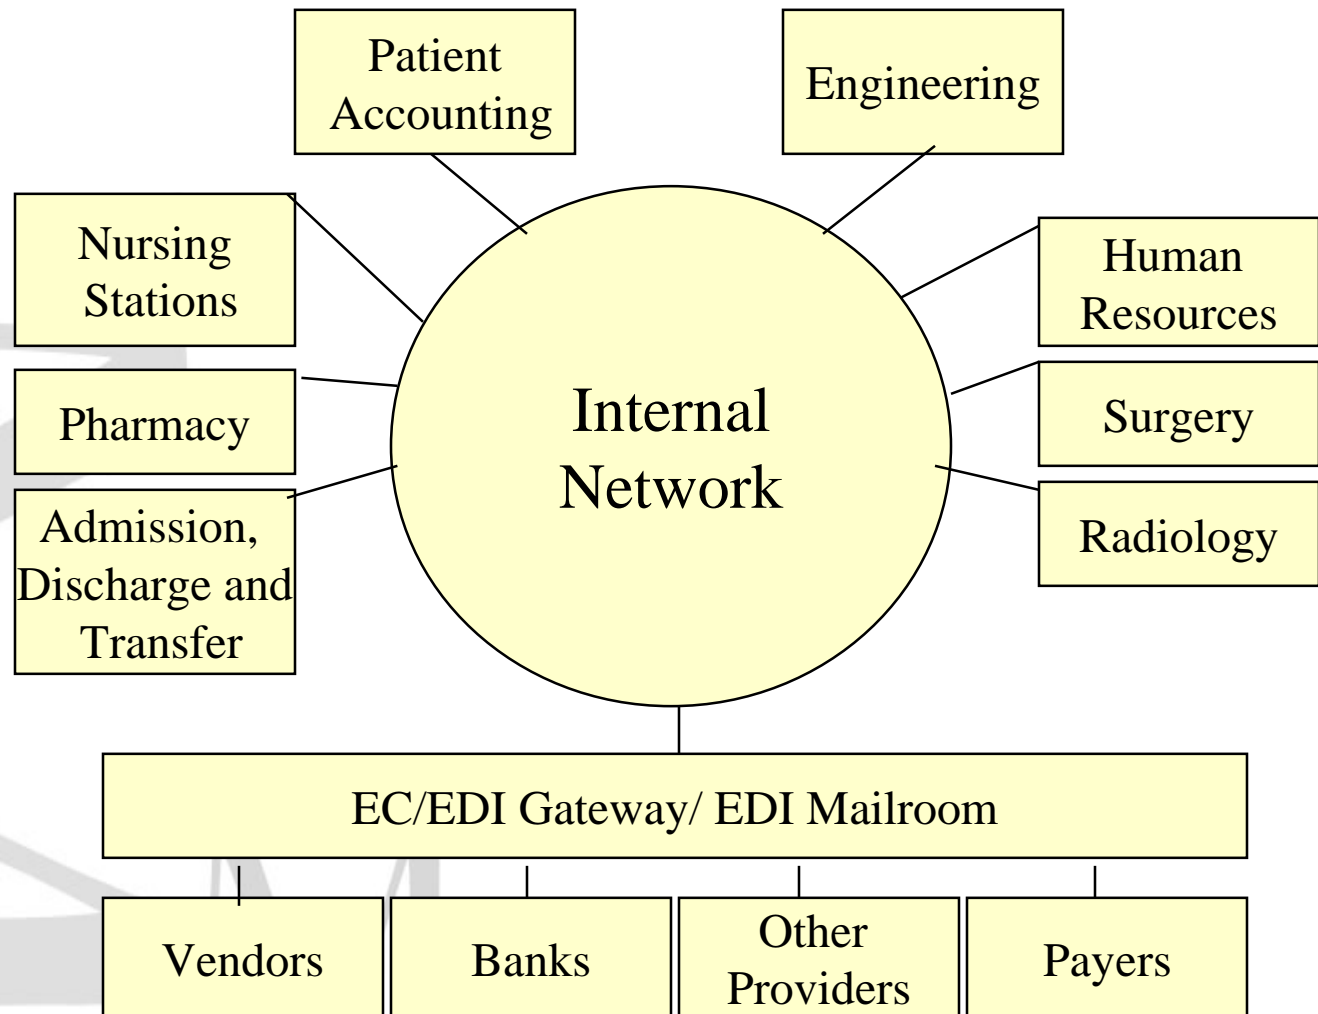 Patient
Accounting
Engineering
Nursing
Stations
Human
Resources
Pharmacy
Internal
Network
Surgery
Admission,
Discharge and
Transfer
Radiology
EC/EDI Gateway/ EDI Mailroom
Vendors
Banks
Other
Providers
Payers